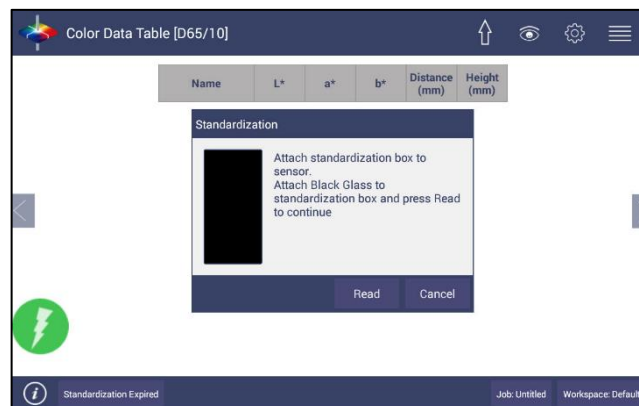 Color Data Table [D65/10]
Name L* a* b* Distance (mm) Height (mm)
Standardization
Attach standardization box to
sensor.
Attach Black Glass to
standardization box and press Read
to continue
Read Cancel
i Standardization Expired Job: Untitled Workspace: Default